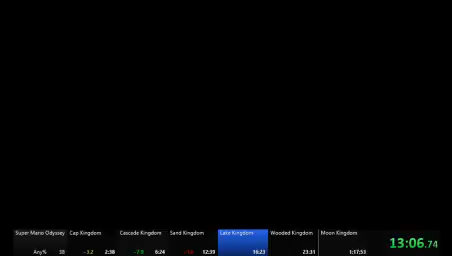 Super Mario Odyssey Cap Kingdom Cascade Kingdom Sand Kingdom Lake Kingdom Wooded Kingdom Moon Kingdom
Any% 38 -3.2 2:38 -7.9 6:24 12:39 16:23 23:31 1:17:53
13:06.74